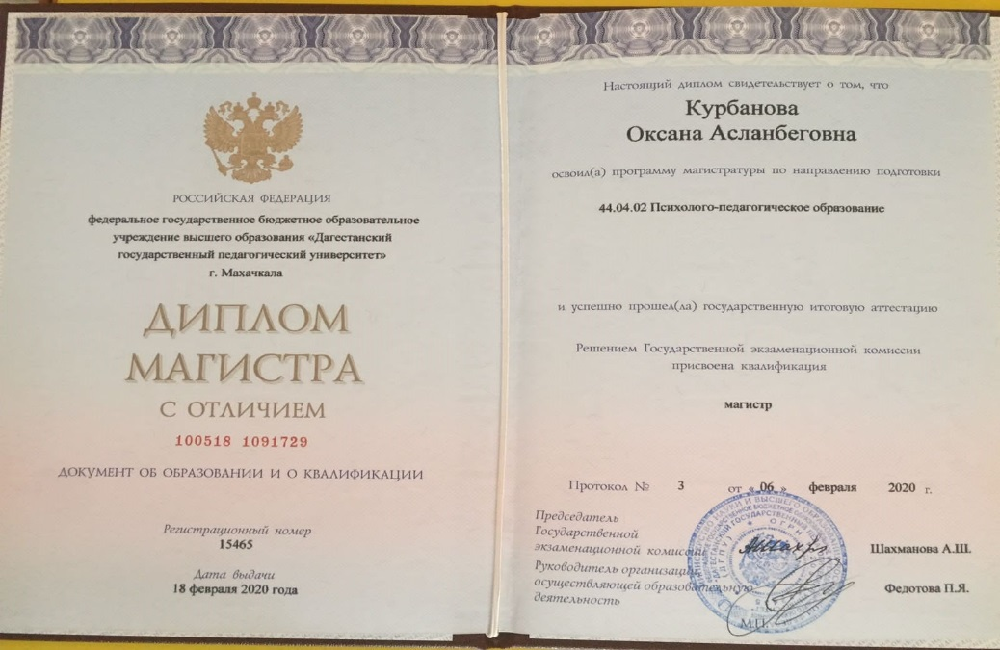 РОССИЙСКАЯ ФЕДЕРАЦИЯ
федеральное государственное бюджетное образовательное
учреждение высшего образования «Дагестанский
государственный педагогический университет»
г. Махачкала
ДИПЛОМ
МАГИСТРА
С ОТЛИЧИЕМ
100518 1091729
ДОКУМЕНТ ОБ ОБРАЗОВАНИИ И О КВАЛИФИКАЦИИ
Регистрационный номер
15465
Дата выдачи
18 февраля 2020 года
Настоящий диплом свидетельствует о том, что
Курбанова
Оксана Асланбеговна
освоил(а) программу магистратуры по направлению подготовки
44.04.02 Психолого-педагогическое образование
и успешно прошел(ла) государственную итоговую аттестацию
Решением Государственной экзаменационной комиссии
присвоена квалификация
магистр
Протокол № 3 от « 06 » февраля 2020 г.
Председатель
Государственной
экзаменационной комиссии Шахманова А.Ш.
Руководитель организации,
осуществляющей образовательную Федотова П.Я.
деятельность
М.П.